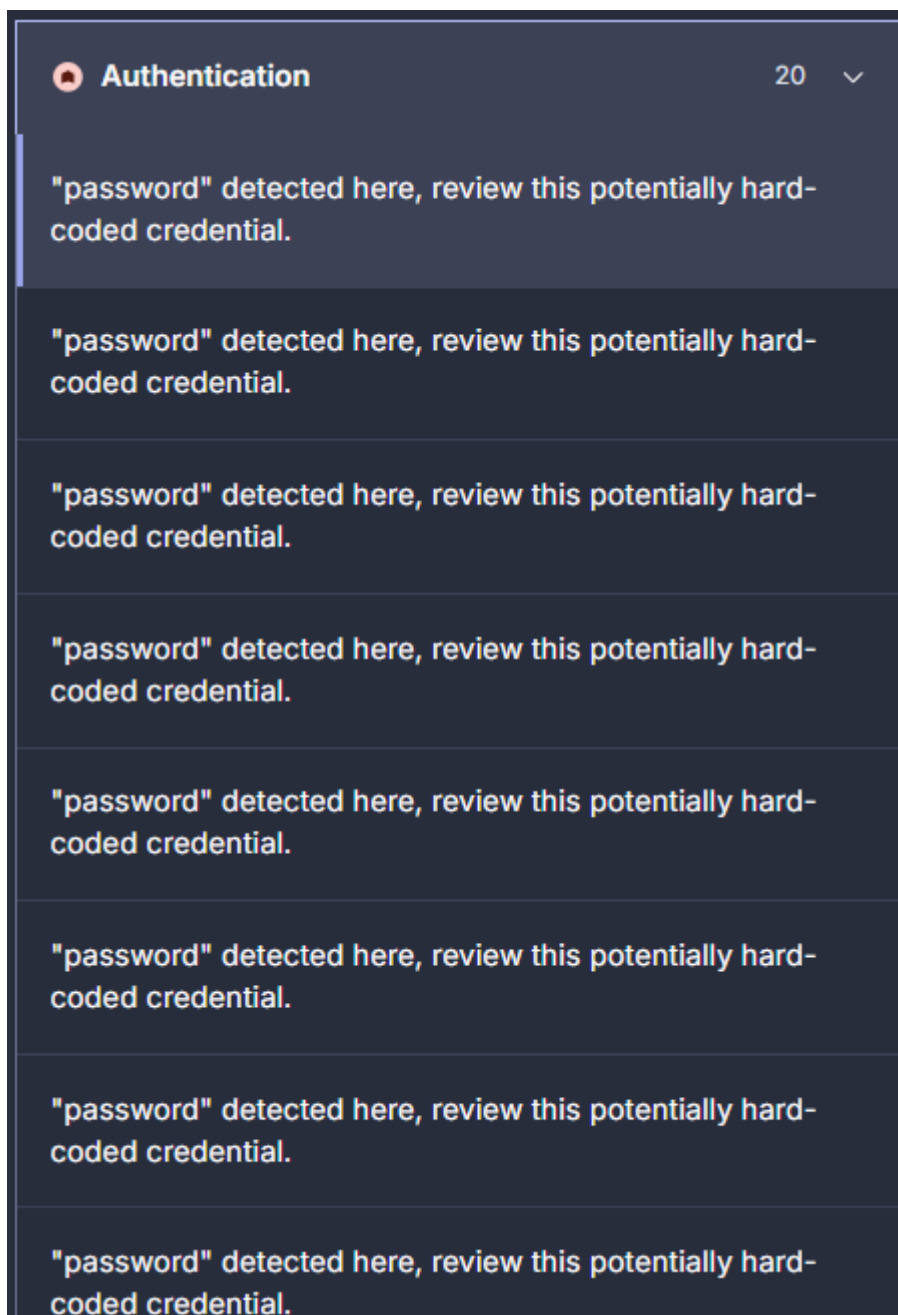 Authentication 20
"password" detected here, review this potentially hard-
coded credential.
"password" detected here, review this potentially hard-
coded credential.
"password" detected here, review this potentially hard-
coded credential.
"password" detected here, review this potentially hard-
coded credential.
"password" detected here, review this potentially hard-
coded credential.
"password" detected here, review this potentially hard-
coded credential.
"password" detected here, review this potentially hard-
coded credential.
"password" detected here, review this potentially hard-
coded credential.